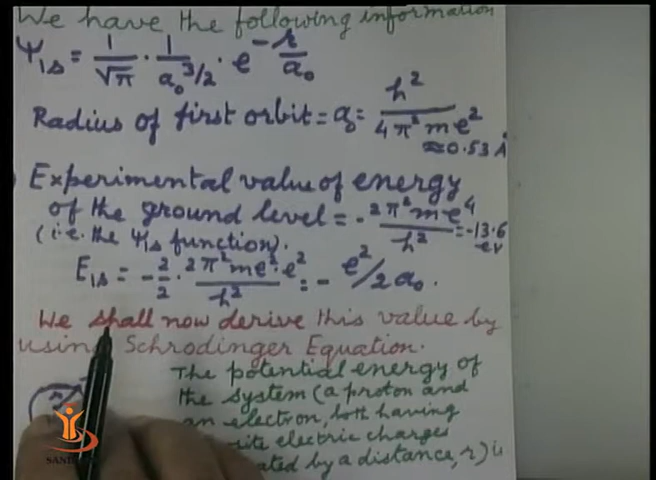 We have the following information
Ψ1s = 1/√π · 1/a₀^3/2 · e^-r/a₀
Radius of first orbit = a₀ = h²/4π²me²
≈ 0.53 Å
Experimental value of energy
of the ground level = - 2π²me⁴/h² = -13.6
(i.e. the Ψ1s function). ev
E1s = - 2/2 · 2π²me²·e²/h² = - e²/2a₀ .
We shall now derive this value by
using Schrodinger Equation.
The potential energy of
the system (a proton and
an electron, both having
electric charges
by a distance, r) is